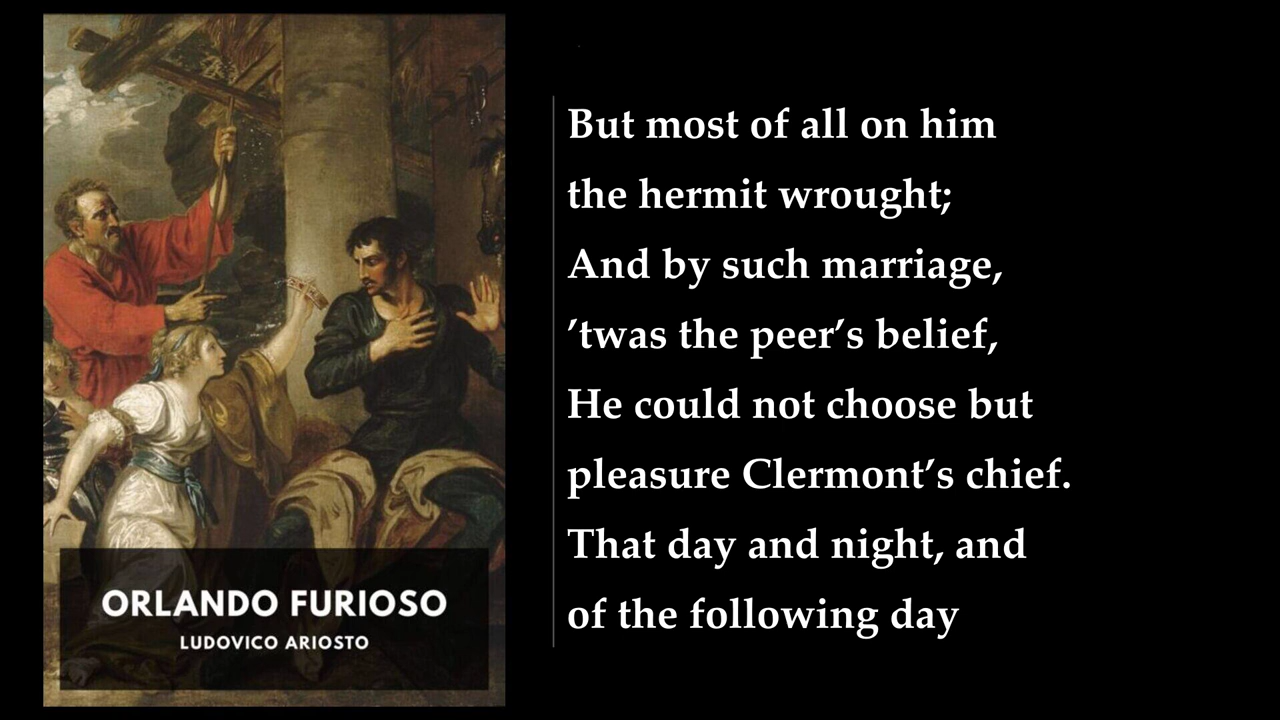 ORLANDO FURIOSO
LUDOVICO ARIOSTO
But most of all on him
the hermit wrought;
And by such marriage,
’twas the peer’s belief,
He could not choose but
pleasure Clermont’s chief.
That day and night, and
of the following day